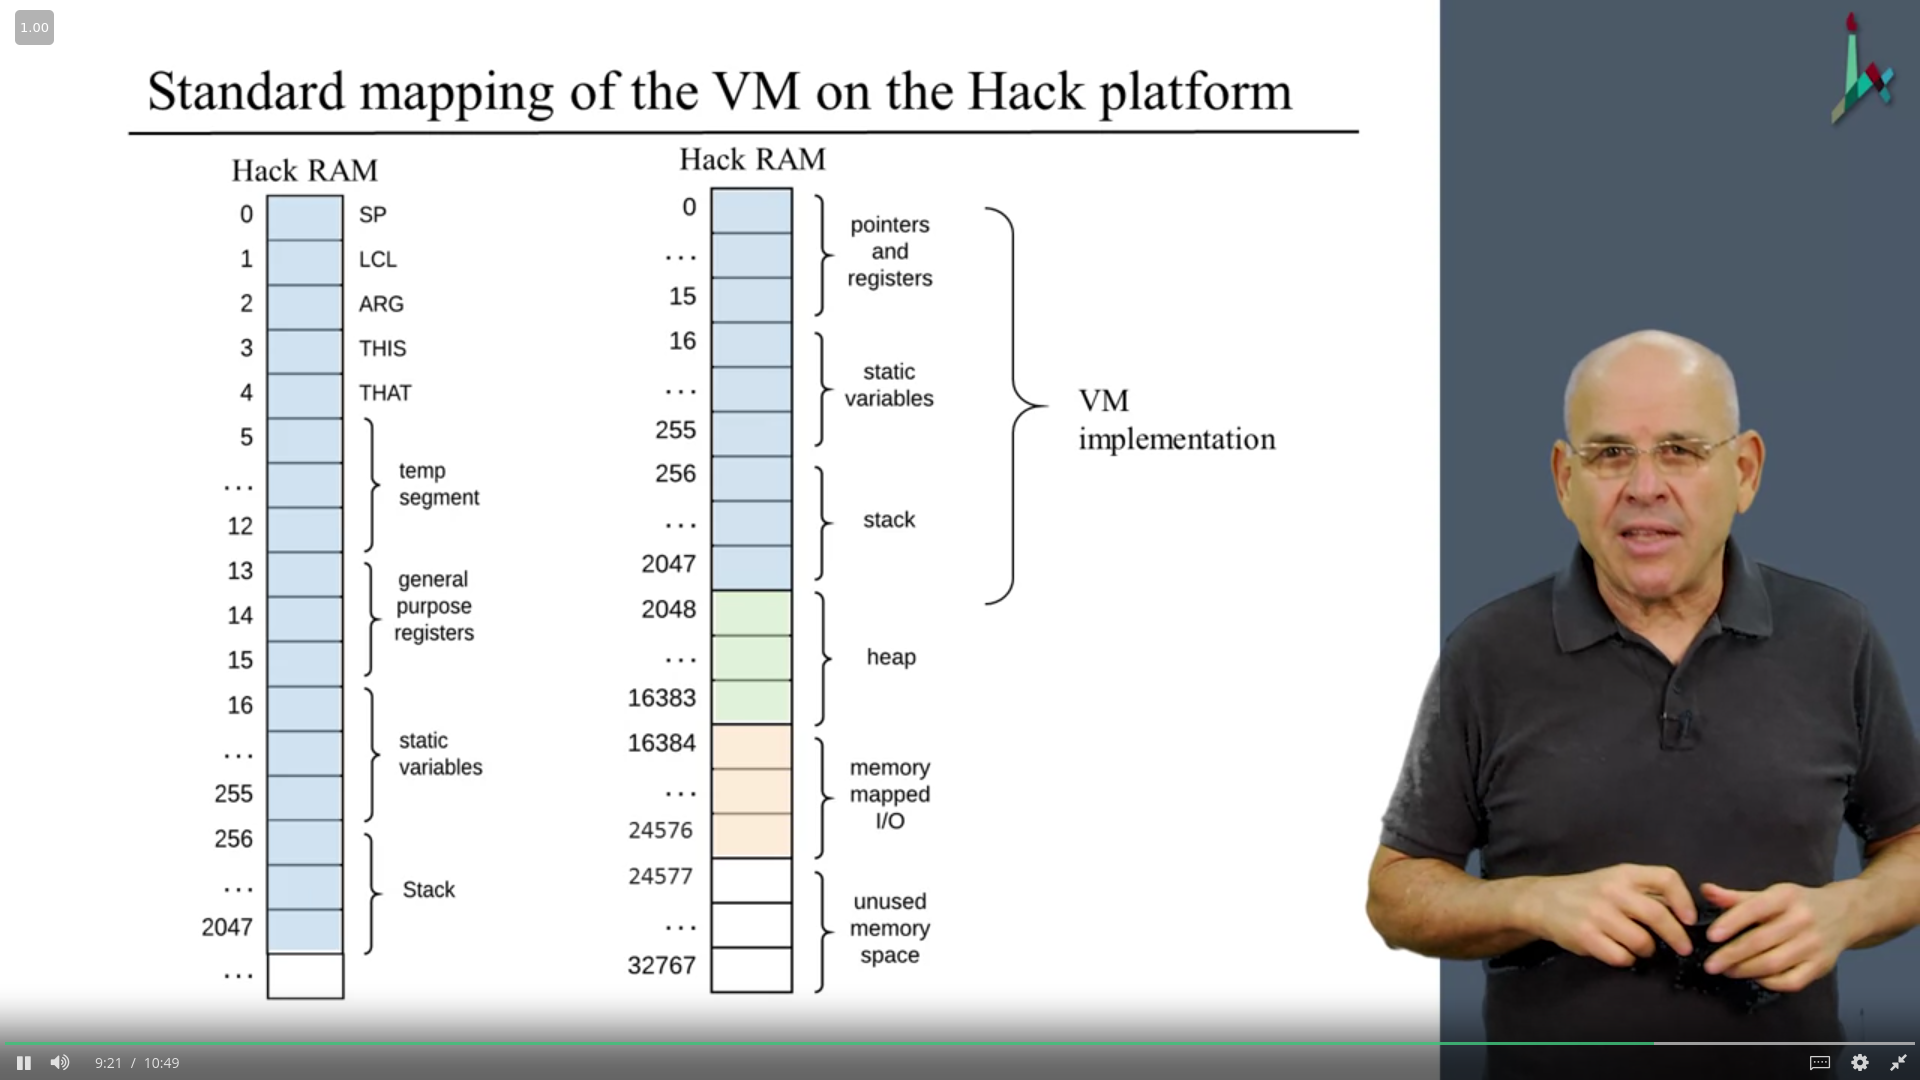 1.00
Standard mapping of the VM on the Hack platform
Hack RAM
0 SP
1 LCL
2 ARG
3 THIS
4 THAT
5
...
12
temp
segment
13
14
15
general
purpose
registers
16
...
255
static
variables
256
...
2047
Stack
...
Hack RAM
0
...
15
pointers
and
registers
16
...
255
static
variables
256
...
2047
stack
2048
...
16383
heap
16384
...
24576
memory
mapped
I/O
24577
...
32767
unused
memory
space
VM
implementation
9:21 / 10:49